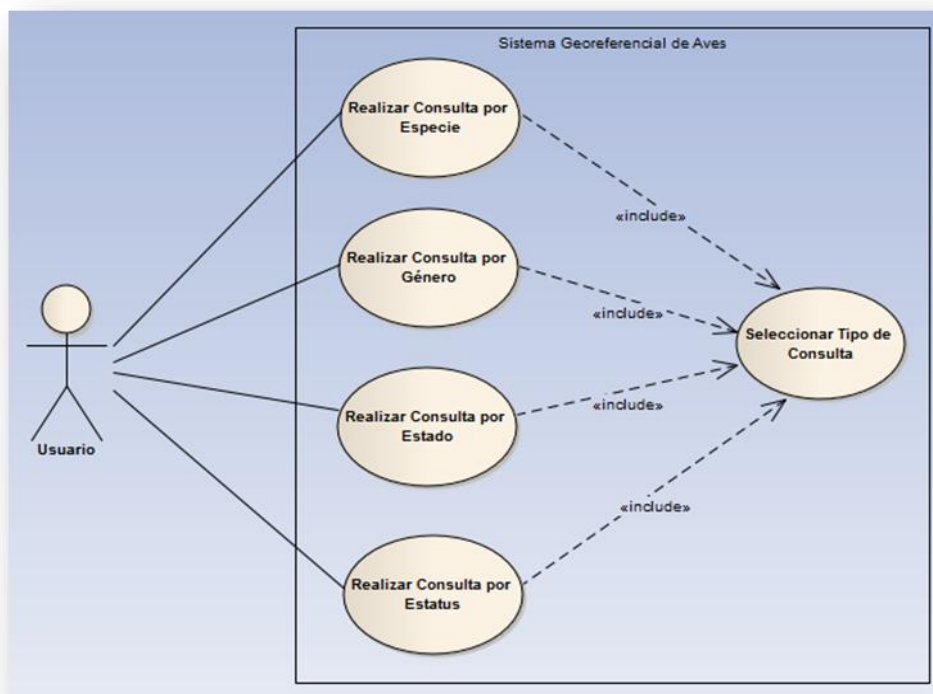 Sistema Georeferencial de Aves
Realizar Consulta por
Especie
«include»
Realizar Consulta por
Género
«include»
Seleccionar Tipo de
Consulta
Realizar Consulta por
Estado
«include»
Usuario
«include»
Realizar Consulta por
Estatus